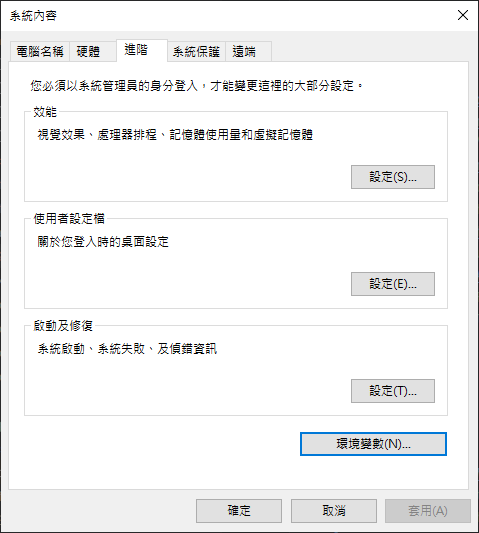 系統內容
電腦名稱 硬體 進階 系統保護 遠端
您必須以系統管理員的身分登入，才能變更這裡的大部分設定。
效能
視覺效果、處理器排程、記憶體使用量和虛擬記憶體
設定(S)...
使用者設定檔
關於您登入時的桌面設定
設定(E)...
啟動及修復
系統啟動、系統失敗、及偵錯資訊
設定(T)...
環境變數(N)...
確定 取消 套用(A)